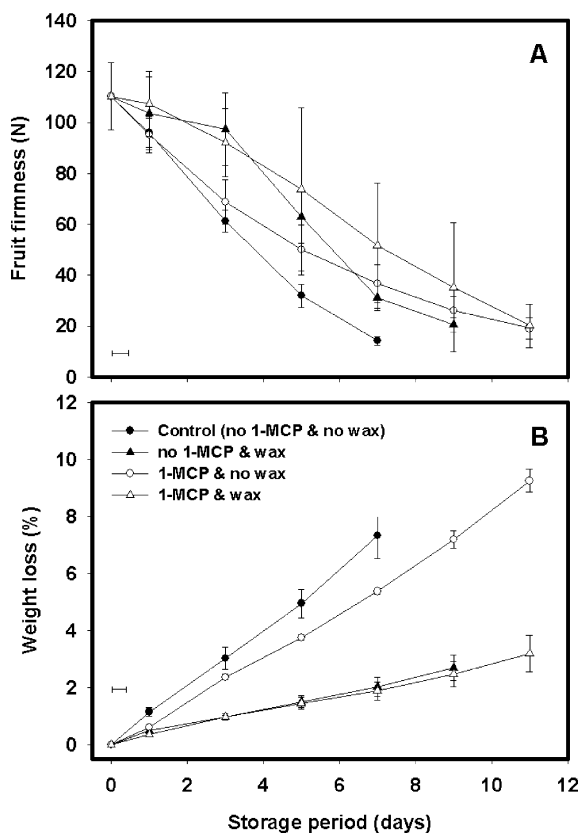 140
A
120
100
80
60
40
20
0
Fruit firmness (N)
12
B
10
8
6
4
2
0
Weight loss (%)
Control (no 1-MCP & no wax)
no 1-MCP & wax
1-MCP & no wax
1-MCP & wax
0 2 4 6 8 10 12
Storage period (days)